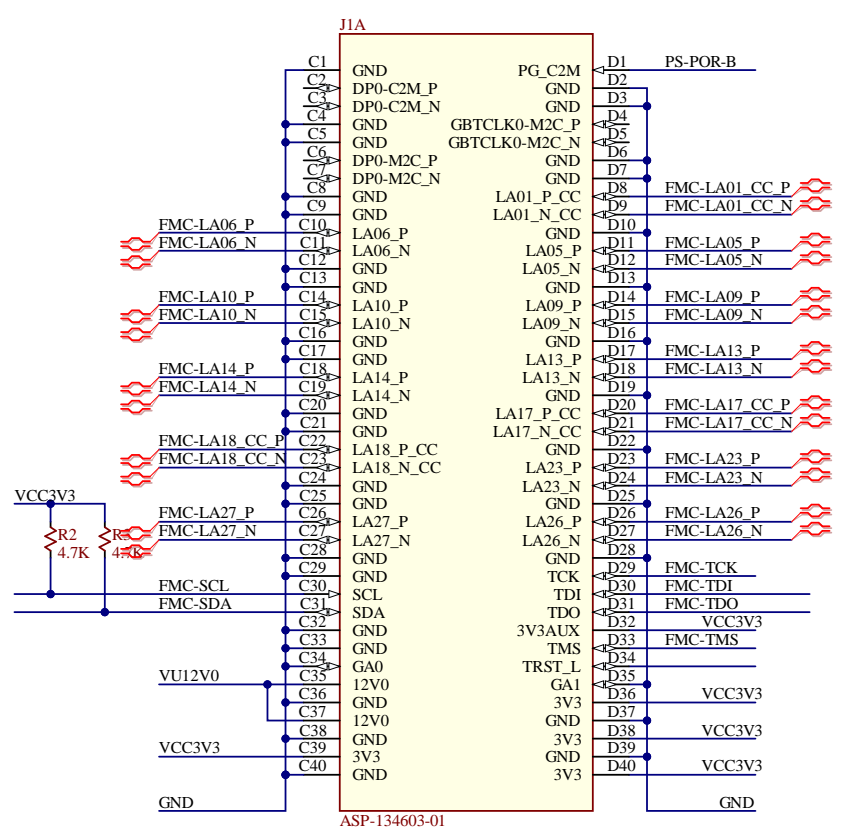 J1A
C1 GND PG_C2M D1 PS-POR-B
C2 DP0-C2M_P GND D2
C3 DP0-C2M_N GND D3
C4 GND GBTCLK0-M2C_P D4
C5 GND GBTCLK0-M2C_N D5
C6 DP0-M2C_P GND D6
C7 DP0-M2C_N GND D7
C8 GND LA01_P_CC D8 FMC-LA01_CC_P
C9 GND LA01_N_CC D9 FMC-LA01_CC_N
FMC-LA06_P C10 LA06_P GND D10
FMC-LA06_N C11 LA06_N LA05_P D11 FMC-LA05_P
C12 GND LA05_N D12 FMC-LA05_N
C13 GND GND D13
FMC-LA10_P C14 LA10_P LA09_P D14 FMC-LA09_P
FMC-LA10_N C15 LA10_N LA09_N D15 FMC-LA09_N
C16 GND GND D16
C17 GND LA13_P D17 FMC-LA13_P
FMC-LA14_P C18 LA14_P LA13_N D18 FMC-LA13_N
FMC-LA14_N C19 LA14_N GND D19
C20 GND LA17_P_CC D20 FMC-LA17_CC_P
C21 GND LA17_N_CC D21 FMC-LA17_CC_N
FMC-LA18_CC_P C22 LA18_P_CC GND D22
FMC-LA18_CC_N C23 LA18_N_CC LA23_P D23 FMC-LA23_P
C24 GND LA23_N D24 FMC-LA23_N
VCC3V3 C25 GND GND D25
FMC-LA27_P C26 LA27_P LA26_P D26 FMC-LA26_P
R2 FMC-LA27_N C27 LA27_N LA26_N D27 FMC-LA26_N
4.7K 4.7K C28 GND GND D28
C29 GND TCK D29 FMC-TCK
FMC-SCL C30 SCL TDI D30 FMC-TDI
FMC-SDA C31 SDA TDO D31 FMC-TDO
C32 GND 3V3AUX D32 VCC3V3
C33 GND TMS D33 FMC-TMS
C34 GA0 TRST_L D34
VU12V0 C35 12V0 GA1 D35
C36 GND 3V3 D36 VCC3V3
C37 12V0 GND D37
C38 GND 3V3 D38 VCC3V3
VCC3V3 C39 3V3 GND D39
C40 GND 3V3 D40 VCC3V3
GND GND
ASP-134603-01